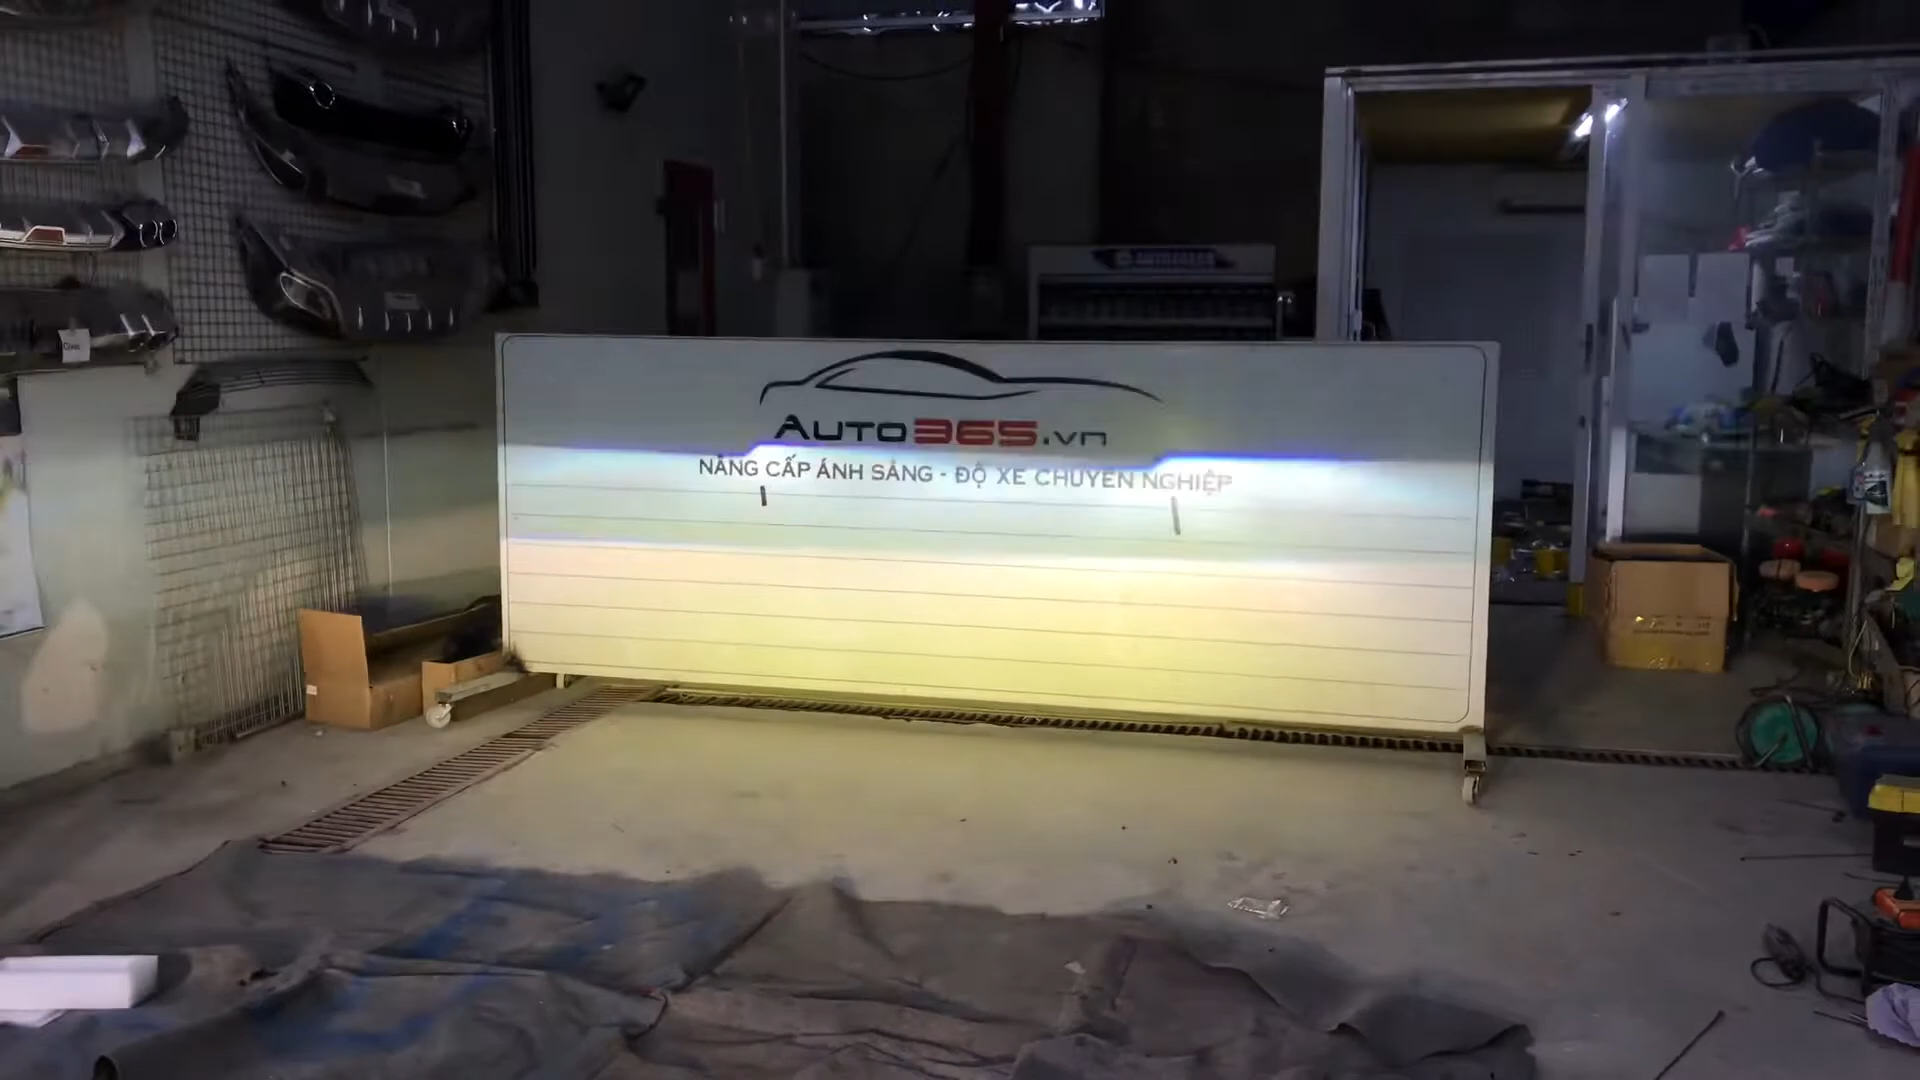 AUTO365.vn
NÂNG CẤP ÁNH SÁNG - ĐỘ XE CHUYÊN NGHIỆP